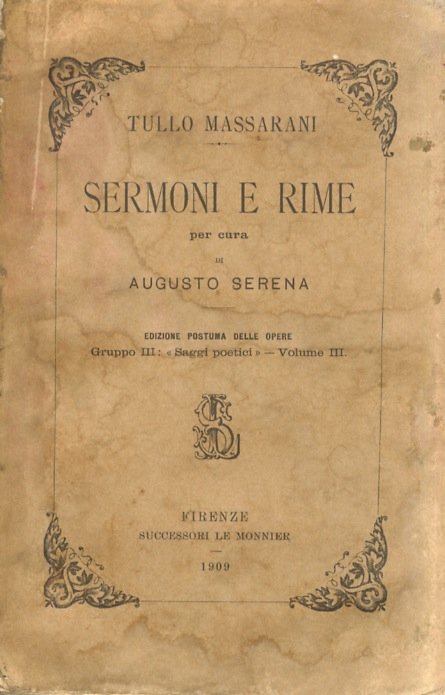 TULLO MASSARANI
SERMONI E RIME
per cura
DI
AUGUSTO SERENA
EDIZIONE POSTUMA DELLE OPERE
Gruppo III: « Saggi poetici » — Volume III.
FIRENZE
SUCCESSORI LE MONNIER
1909